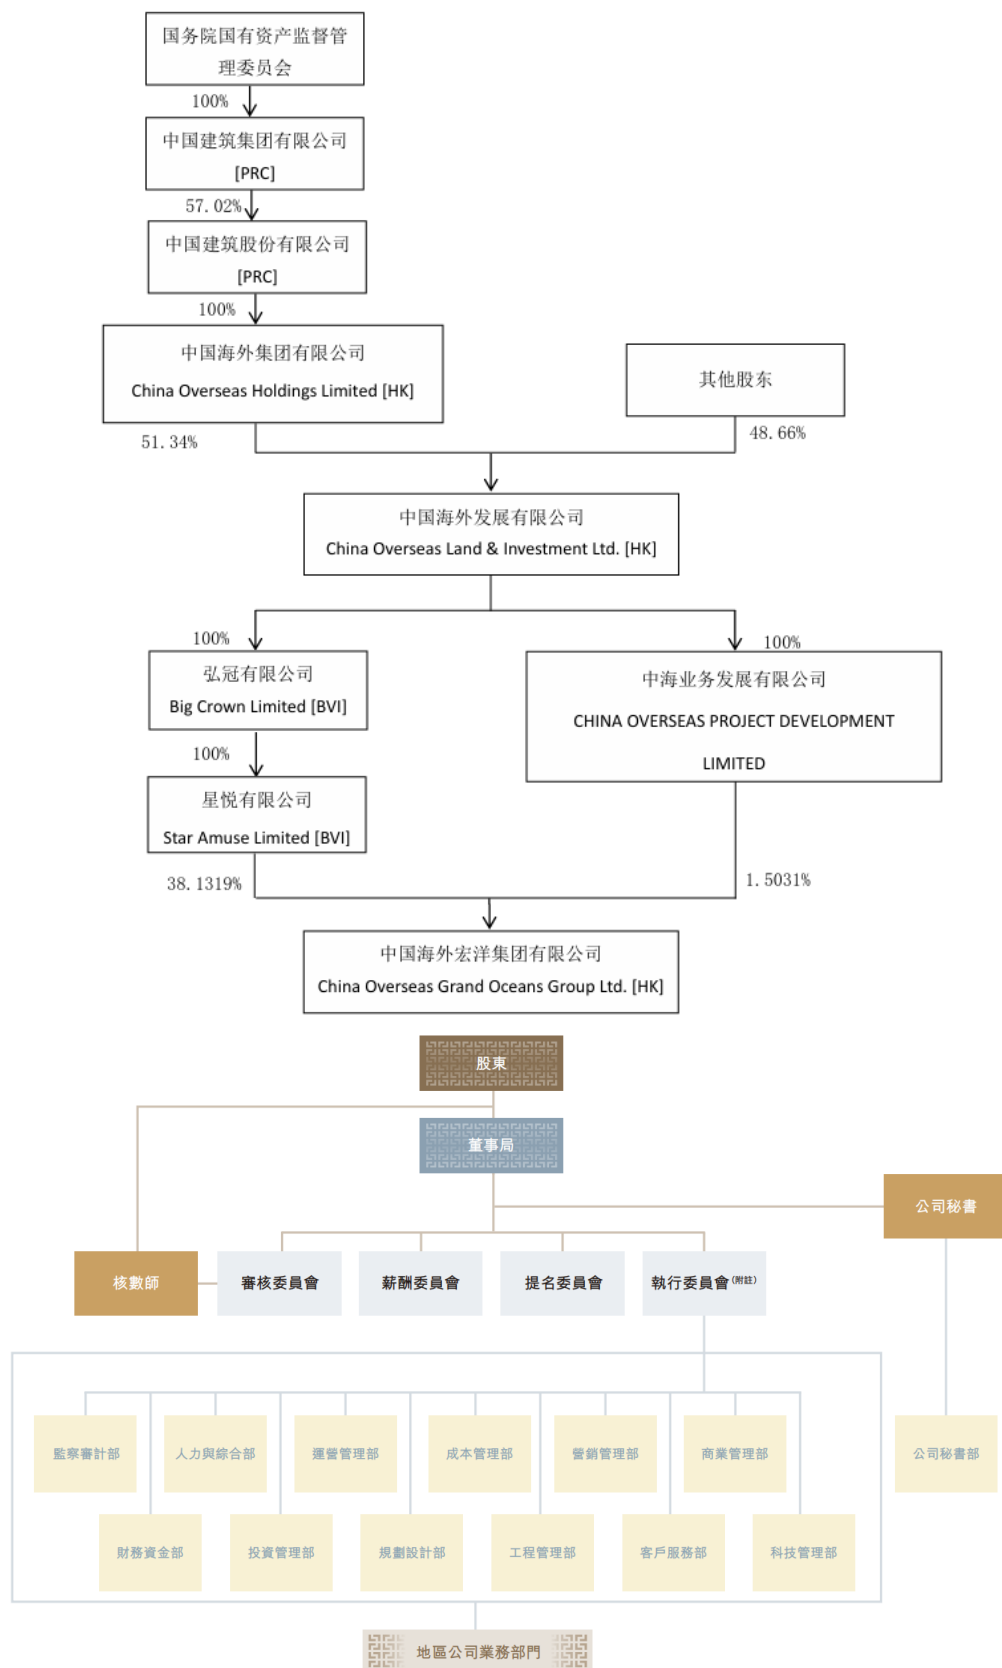 国务院国有资产监督管
理委员会
100%
中国建筑集团有限公司
[PRC]
57.02%
中国建筑股份有限公司
[PRC]
100%
中国海外集团有限公司
China Overseas Holdings Limited [HK]
其他股东
51.34%
48.66%
中国海外发展有限公司
China Overseas Land & Investment Ltd. [HK]
100%
100%
弘冠有限公司
Big Crown Limited [BVI]
中海业务发展有限公司
CHINA OVERSEAS PROJECT DEVELOPMENT
LIMITED
100%
星悦有限公司
Star Amuse Limited [BVI]
38.1319%
1.5031%
中国海外宏洋集团有限公司
China Overseas Grand Oceans Group Ltd. [HK]
股東
董事局
公司秘書
核數師
審核委員會
薪酬委員會
提名委員會
執行委員會(附註)
監察審計部
人力與綜合部
運營管理部
成本管理部
營銷管理部
商業管理部
公司秘書部
財務資金部
投資管理部
規劃設計部
工程管理部
客戶服務部
科技管理部
地區公司業務部門